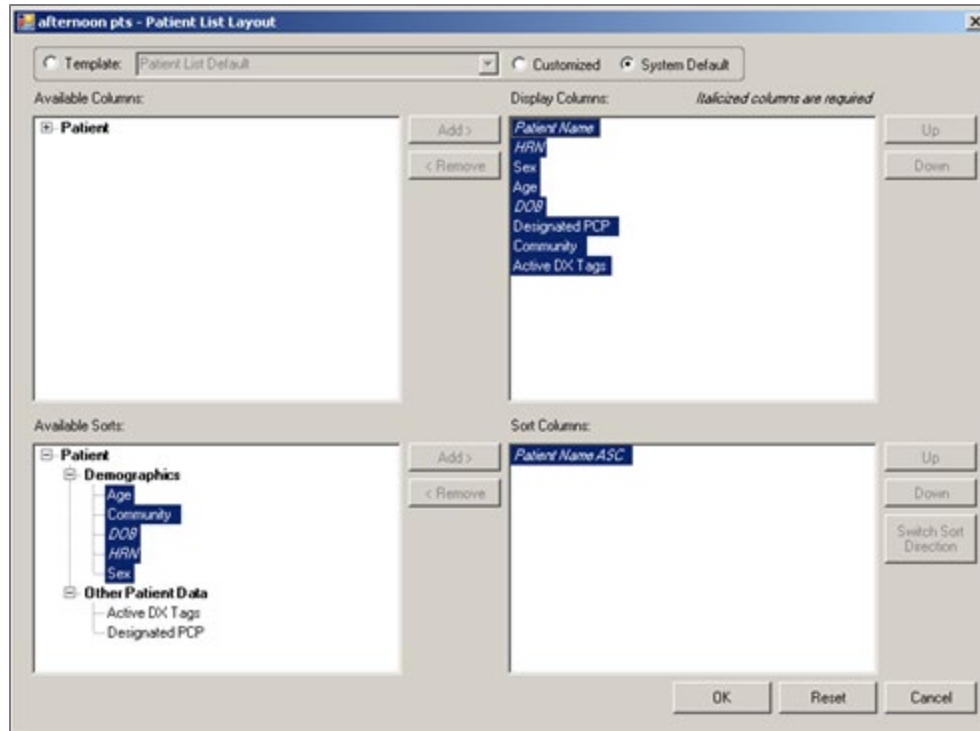 afternoon pts - Patient List Layout
Template: Patient List Default Customized System Default
Available Columns: Display Columns: Italicized columns are required
Patient
Add >
< Remove
Patient Name
HRN
Sex
Age
DOB
Designated PCP
Community
Active DX Tags
Up
Down
Available Sorts: Sort Columns:
Patient
Demographics
Age
Community
DOB
HRN
Sex
Other Patient Data
Active DX Tags
Designated PCP
Add >
< Remove
Patient Name ASC
Up
Down
Switch Sort
Direction
OK Reset Cancel